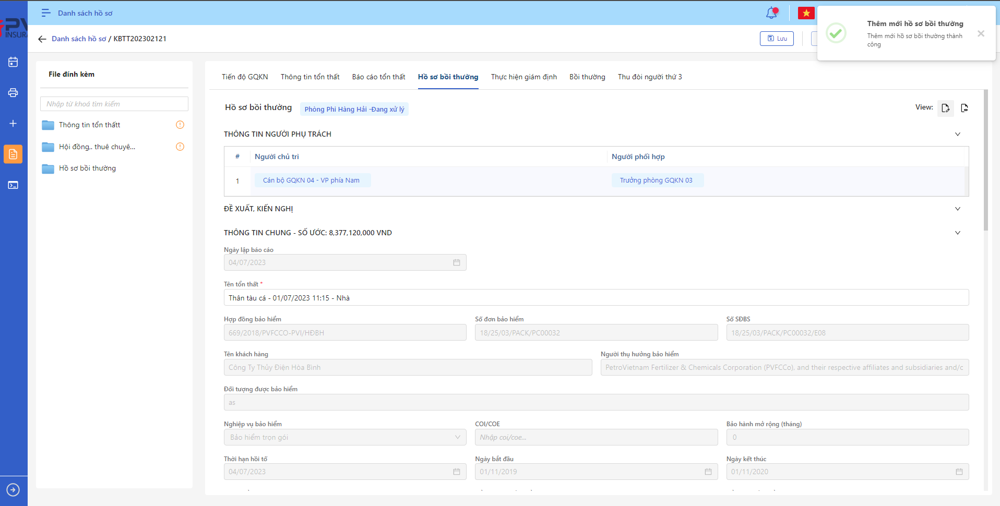 Danh sách hồ sơ
Danh sách hồ sơ / KBTT202302121
Lưu
Thêm mới hồ sơ bồi thường
Thêm mới hồ sơ bồi thường thành
công
File đính kèm
Nhập từ khoá tìm kiếm
Thông tin tổn thấtt
Hội đồng,. thuê chuyê...
Hồ sơ bồi thường
Tiến độ GQKN
Thông tin tổn thất
Báo cáo tổn thất
Hồ sơ bồi thường
Thực hiện giám định
Bồi thường
Thu đòi người thứ 3
Hồ sơ bồi thường
Phòng Phi Hàng Hải -Đang xử lý
View:
THÔNG TIN NGƯỜI PHỤ TRÁCH
# Người chủ trì Người phối hợp
1 Cán bộ GQKN 04 - VP phía Nam Trưởng phòng GQKN 03
ĐỀ XUẤT, KIẾN NGHỊ
THÔNG TIN CHUNG - SỐ ƯỚC: 8,377,120,000 VND
Ngày lập báo cáo
04/07/2023
Tên tổn thất *
Thân tàu cá - 01/07/2023 11:15 - Nhà
Hợp đồng bảo hiểm Số đơn bảo hiểm Số SĐBS
669/2018/PVFCCO-PVI/HĐBH 18/25/03/PACK/PC00032 18/25/03/PACK/PC00032/E08
Tên khách hàng Người thụ hưởng bảo hiểm
Công Ty Thủy Điện Hòa Bình PetroVietnam Fertilizer & Chemicals Corporation (PVFCCo), and their respective affiliates and subsidiaries and/c
Đối tượng được bảo hiểm
as
Nghiệp vụ bảo hiểm COI/COE Bảo hành mở rộng (tháng)
Bảo hiểm trọn gói Nhập coi/coe... 0
Thời hạn hồi tố Ngày bắt đầu Ngày kết thúc
04/07/2023 01/11/2019 01/11/2020